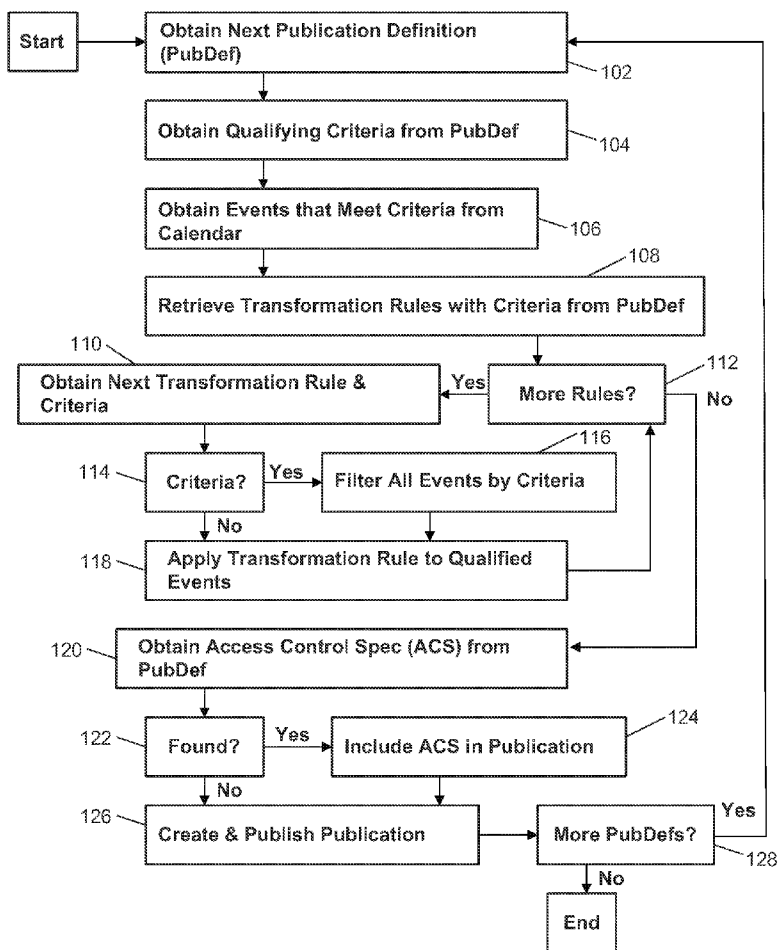 Start
Obtain Next Publication Definition
(PubDef)
102
Obtain Qualifying Criteria from PubDef
104
Obtain Events that Meet Criteria from
Calendar
106
108
Retrieve Transformation Rules with Criteria from PubDef
110
Obtain Next Transformation Rule &
Criteria
Yes
More Rules?
112
No
114
Criteria?
Yes
116
Filter All Events by Criteria
No
118
Apply Transformation Rule to Qualified
Events
120
Obtain Access Control Spec (ACS) from
PubDef
122
Found?
Yes
Include ACS in Publication
124
No
126
Create & Publish Publication
More PubDefs?
Yes
128
No
End